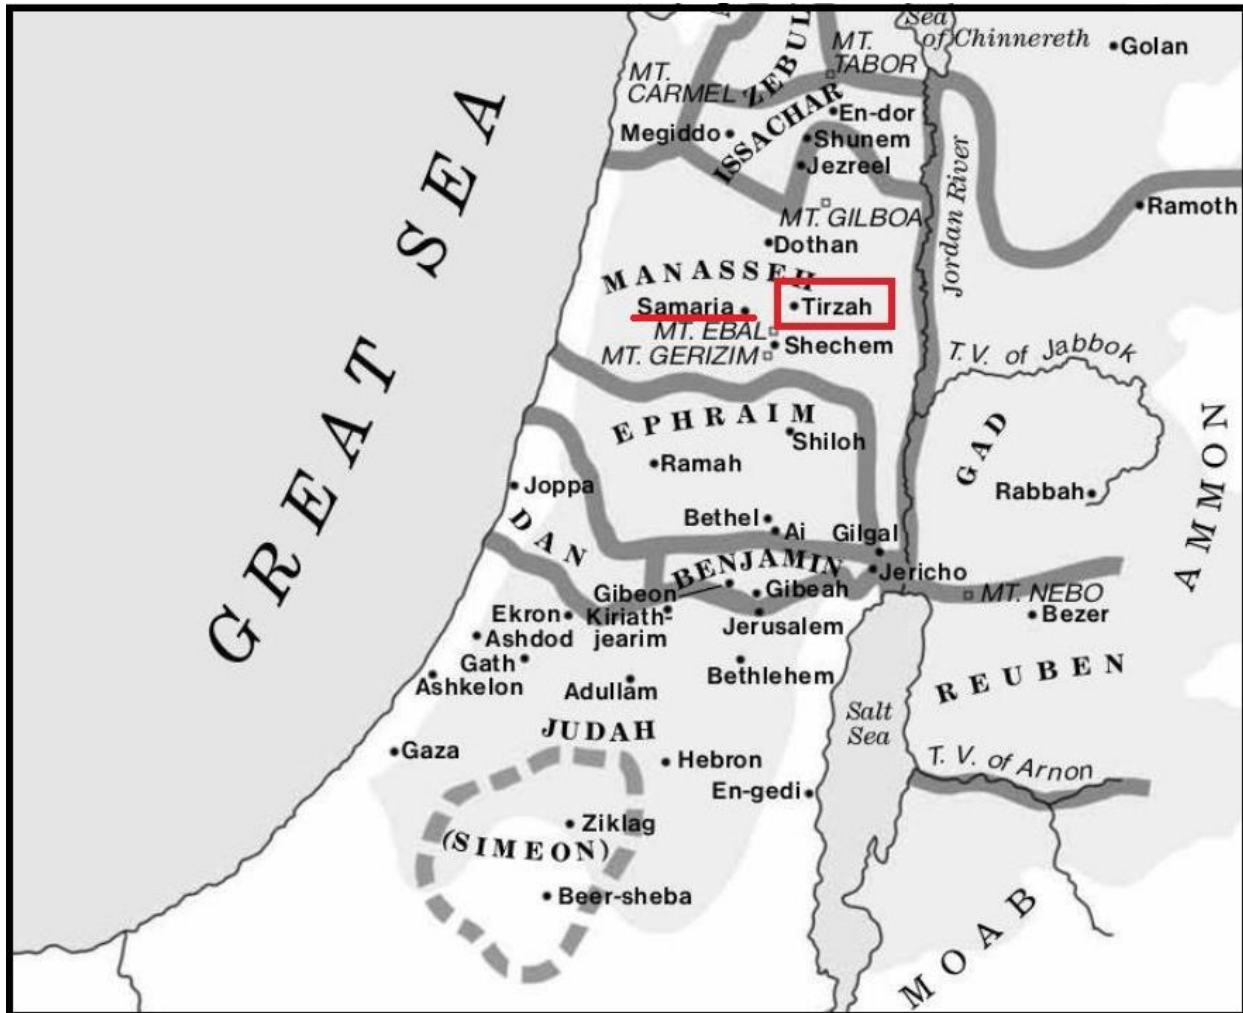 Sea
of Chinnereth
Golan
MT.
TABOR
ZEBUL
MT.
CARMEL
ISSACHAR
En-dor
Megiddo
Shunem
Jezreel
Jordan River
Ramoth
MT. GILBOA
Dothan
MANASSEH
Samaria
Tirzah
MT. EBAL
Shechem
MT. GERIZIM
T.V. of Jabbok
GREAT SEA
EPHRAIM
Shiloh
GAD
AMMON
Ramah
Joppa
Rabbah
DAN
Bethel
Ai
Gilgal
BENJAMIN
Jericho
Gibeon
Gibeah
MT. NEBO
Ekron
Kiriath-
jearim
Jerusalem
Bezer
Ashdod
Gath
Ashkelon
Adullam
Bethlehem
REUBEN
Salt
Sea
JUDAH
Gaza
Hebron
T. V. of Arnon
En-gedi
Ziklag
(SIMEON)
Beer-sheba
MOAB